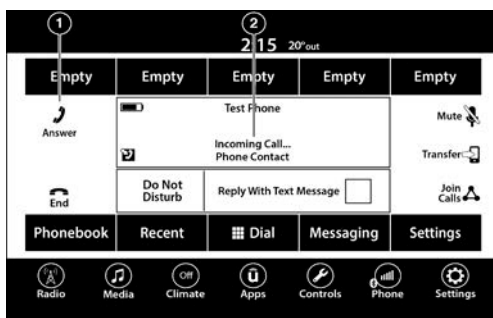 1 2
2 15 20°out
Empty Empty Empty Empty Empty
Test Phone
Answer
Mute
Incoming Call...
Phone Contact
Transfer
End
Do Not
Disturb
Reply With Text Message
Join
Calls
Phonebook Recent Dial Messaging Settings
Off
û
Radio Media Climate Apps Controls Phone Settings